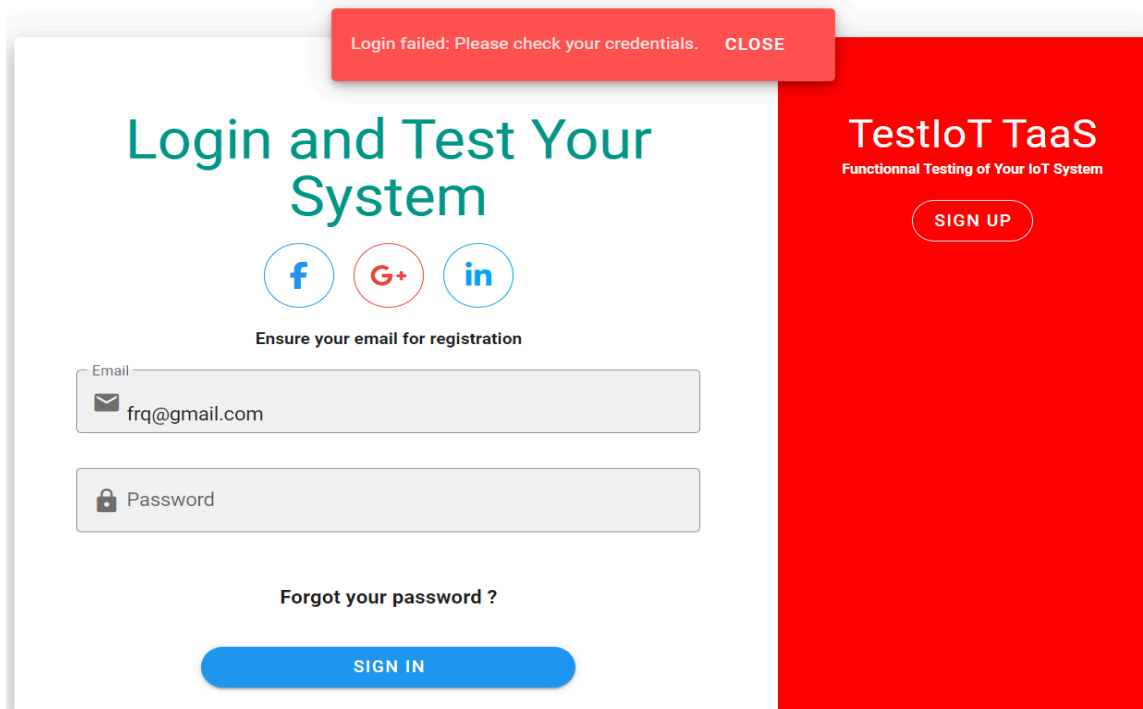 Login failed: Please check your credentials. CLOSE
Login and Test Your
System
f G+ in
Ensure your email for registration
Email
frq@gmail.com
Password
Forgot your password ?
SIGN IN
TestIoT TaaS
Functionnal Testing of Your IoT System
SIGN UP